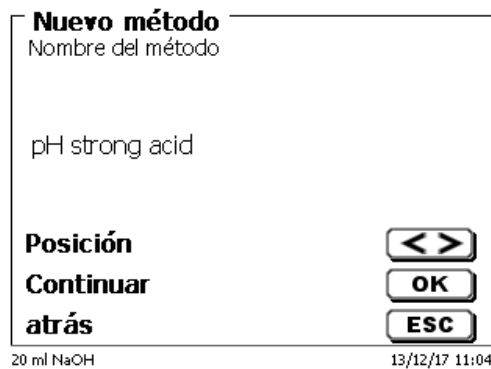 Nuevo método
Nombre del método
pH strong acid
Posición < >
Continuar OK
atrás ESC
20 ml NaOH 13/12/17 11:04